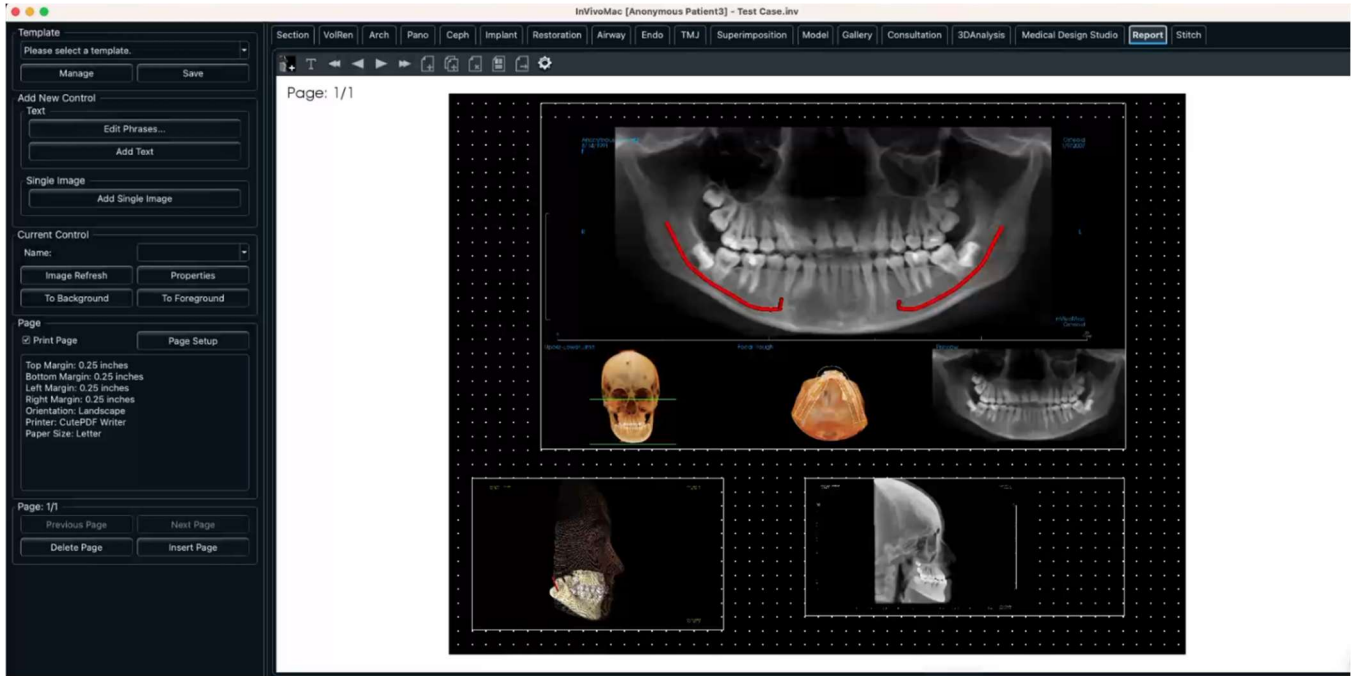 InVivoMac [Anonymous Patient3] - Test Case.inv
Template
Please select a template.
Manage Save
Add New Control
Text
Edit Phrases...
Add Text
Single Image
Add Single Image
Current Control
Name:
Image Refresh Properties
To Background To Foreground
Page
Print Page Page Setup
Top Margin: 0.25 inches
Bottom Margin: 0.25 inches
Left Margin: 0.25 inches
Right Margin: 0.25 inches
Orientation: Landscape
Printer: CutePDF Writer
Paper Size: Letter
Page: 1/1
Previous Page Next Page
Delete Page Insert Page
Section VolRen Arch Pano Ceph Implant Restoration Airway Endo TMJ Superimposition Model Gallery Consultation 3DAnalysis Medical Design Studio Report Stitch
T
Page: 1/1
Focal Trough
L